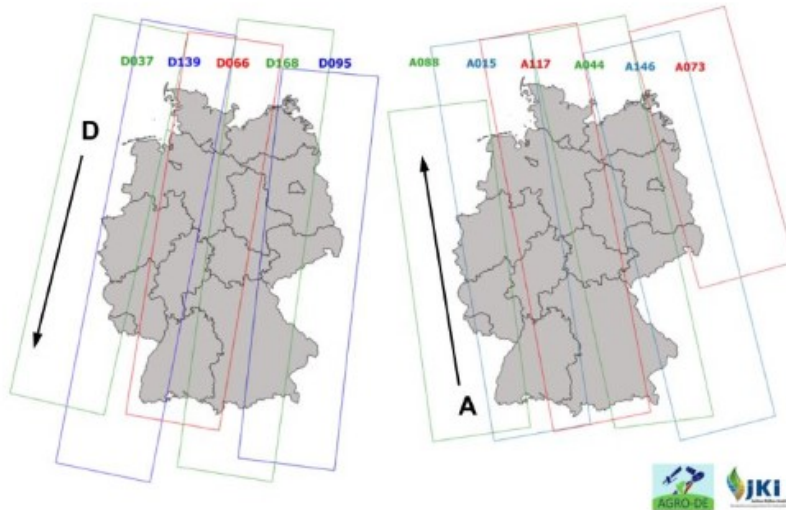 D037 D139 D066 D168 D095
D
A088 A015 A117 A044 A146 A073
A
AGRO-DE
JKI